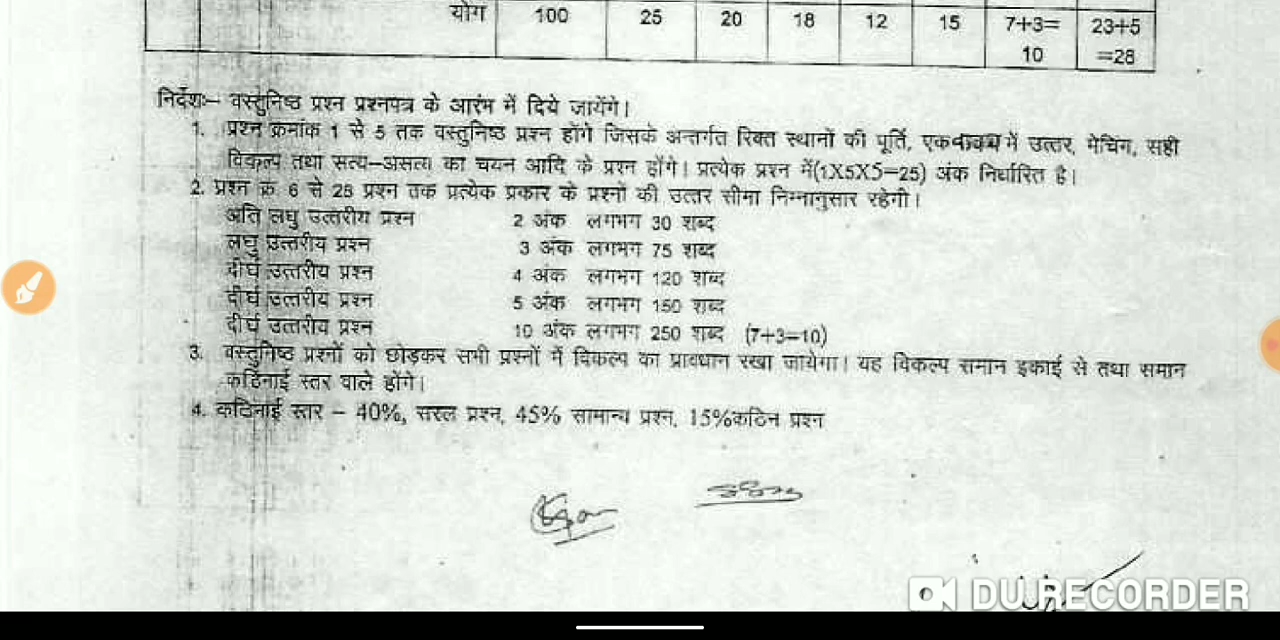 योग 100 25 20 18 12 15 7+3= 23+5
10 =28
निर्देशः– वस्तुनिष्ठ प्रश्न प्रश्नपत्र के आरंभ में दिये जायेंगे।
1. प्रश्न क्रमांक 1 से 5 तक वस्तुनिष्ठ प्रश्न होंगे जिसके अन्तर्गत रिक्त स्थानों की पूर्ति, एक वाक्य में उत्तर, मेचिंग, सही
विकल्प तथा सत्य–असत्य का चयन आदि के प्रश्न होंगे। प्रत्येक प्रश्न में(1X5X5=25) अंक निर्धारित है।
2. प्रश्न क्र 6 से 28 प्रश्न तक प्रत्येक प्रकार के प्रश्नों की उत्तर सीमा निम्नानुसार रहेगी।
अति लघु उत्तरीय प्रश्न 2 अंक लगभग 30 शब्द
लघु उत्तरीय प्रश्न 3 अंक लगभग 75 शब्द
दीर्घ उत्तरीय प्रश्न 4 अंक लगभग 120 शब्द
दीर्घ उत्तरीय प्रश्न 5 अंक लगभग 150 शब्द
दीर्घ उत्तरीय प्रश्न 10 अंक लगभग 250 शब्द (7+3=10)
3. वस्तुनिष्ठ प्रश्नों को छोड़कर सभी प्रश्नों में विकल्प का प्रावधान रखा जायेगा। यह विकल्प समान इकाई से तथा समान
कठिनाई स्तर वाले होंगे।
4. कठिनाई स्तर – 40%, सरल प्रश्न, 45% सामान्य प्रश्न, 15%कठिन प्रश्न
DU RECORDER